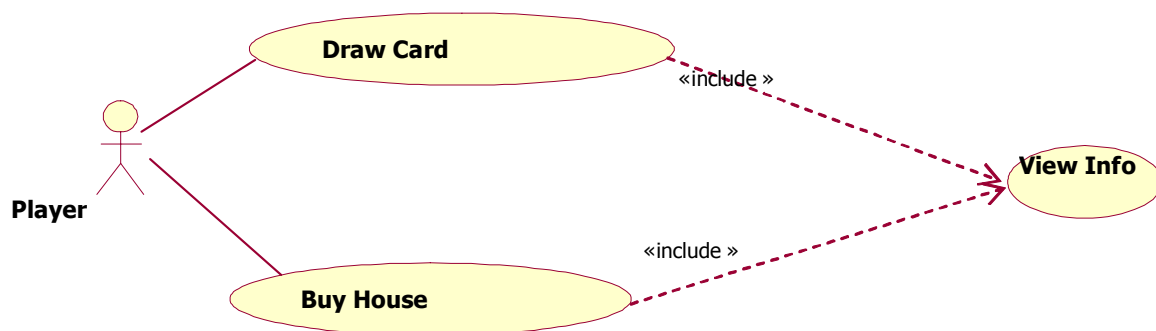 Draw Card
«include »
View Info
Player
«include »
Buy House